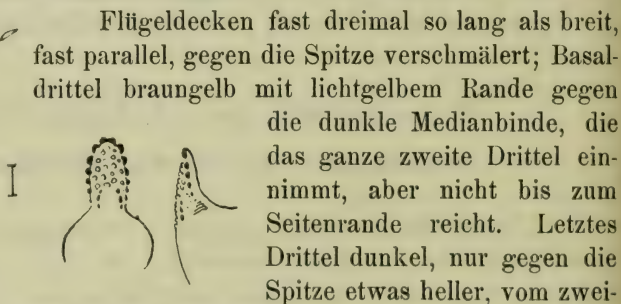 Flügeldecken fast dreimal so lang als breit,
fast parallel, gegen die Spitze verschmälert; Basal-
drittel braungelb mit lichtgelbem Rande gegen
die dunkle Medianbinde, die
das ganze zweite Drittel ein-
nimmt, aber nicht bis zum
Seitenrande reicht. Letztes
Drittel dunkel, nur gegen die
Spitze etwas heller, vom zwei-